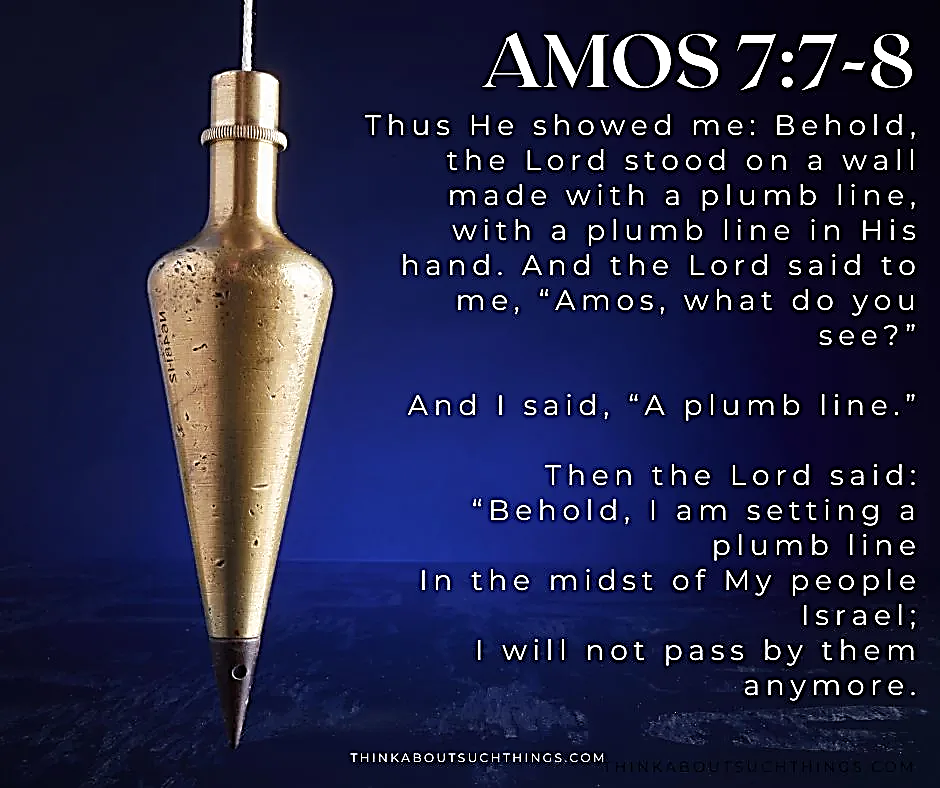 AMOS 7:7-8
Thus He showed me: Behold,
the Lord stood on a wall
made with a plumb line,
with a plumb line in His
hand. And the Lord said to
me, “Amos, what do you
see?”
And I said, “A plumb line.”
Then the Lord said:
“Behold, I am setting a
plumb line
In the midst of My people
Israel;
I will not pass by them
anymore.
THINKABOUTSUCHTHINGS.COM
THINKABOUTSUCHTHINGS.COM